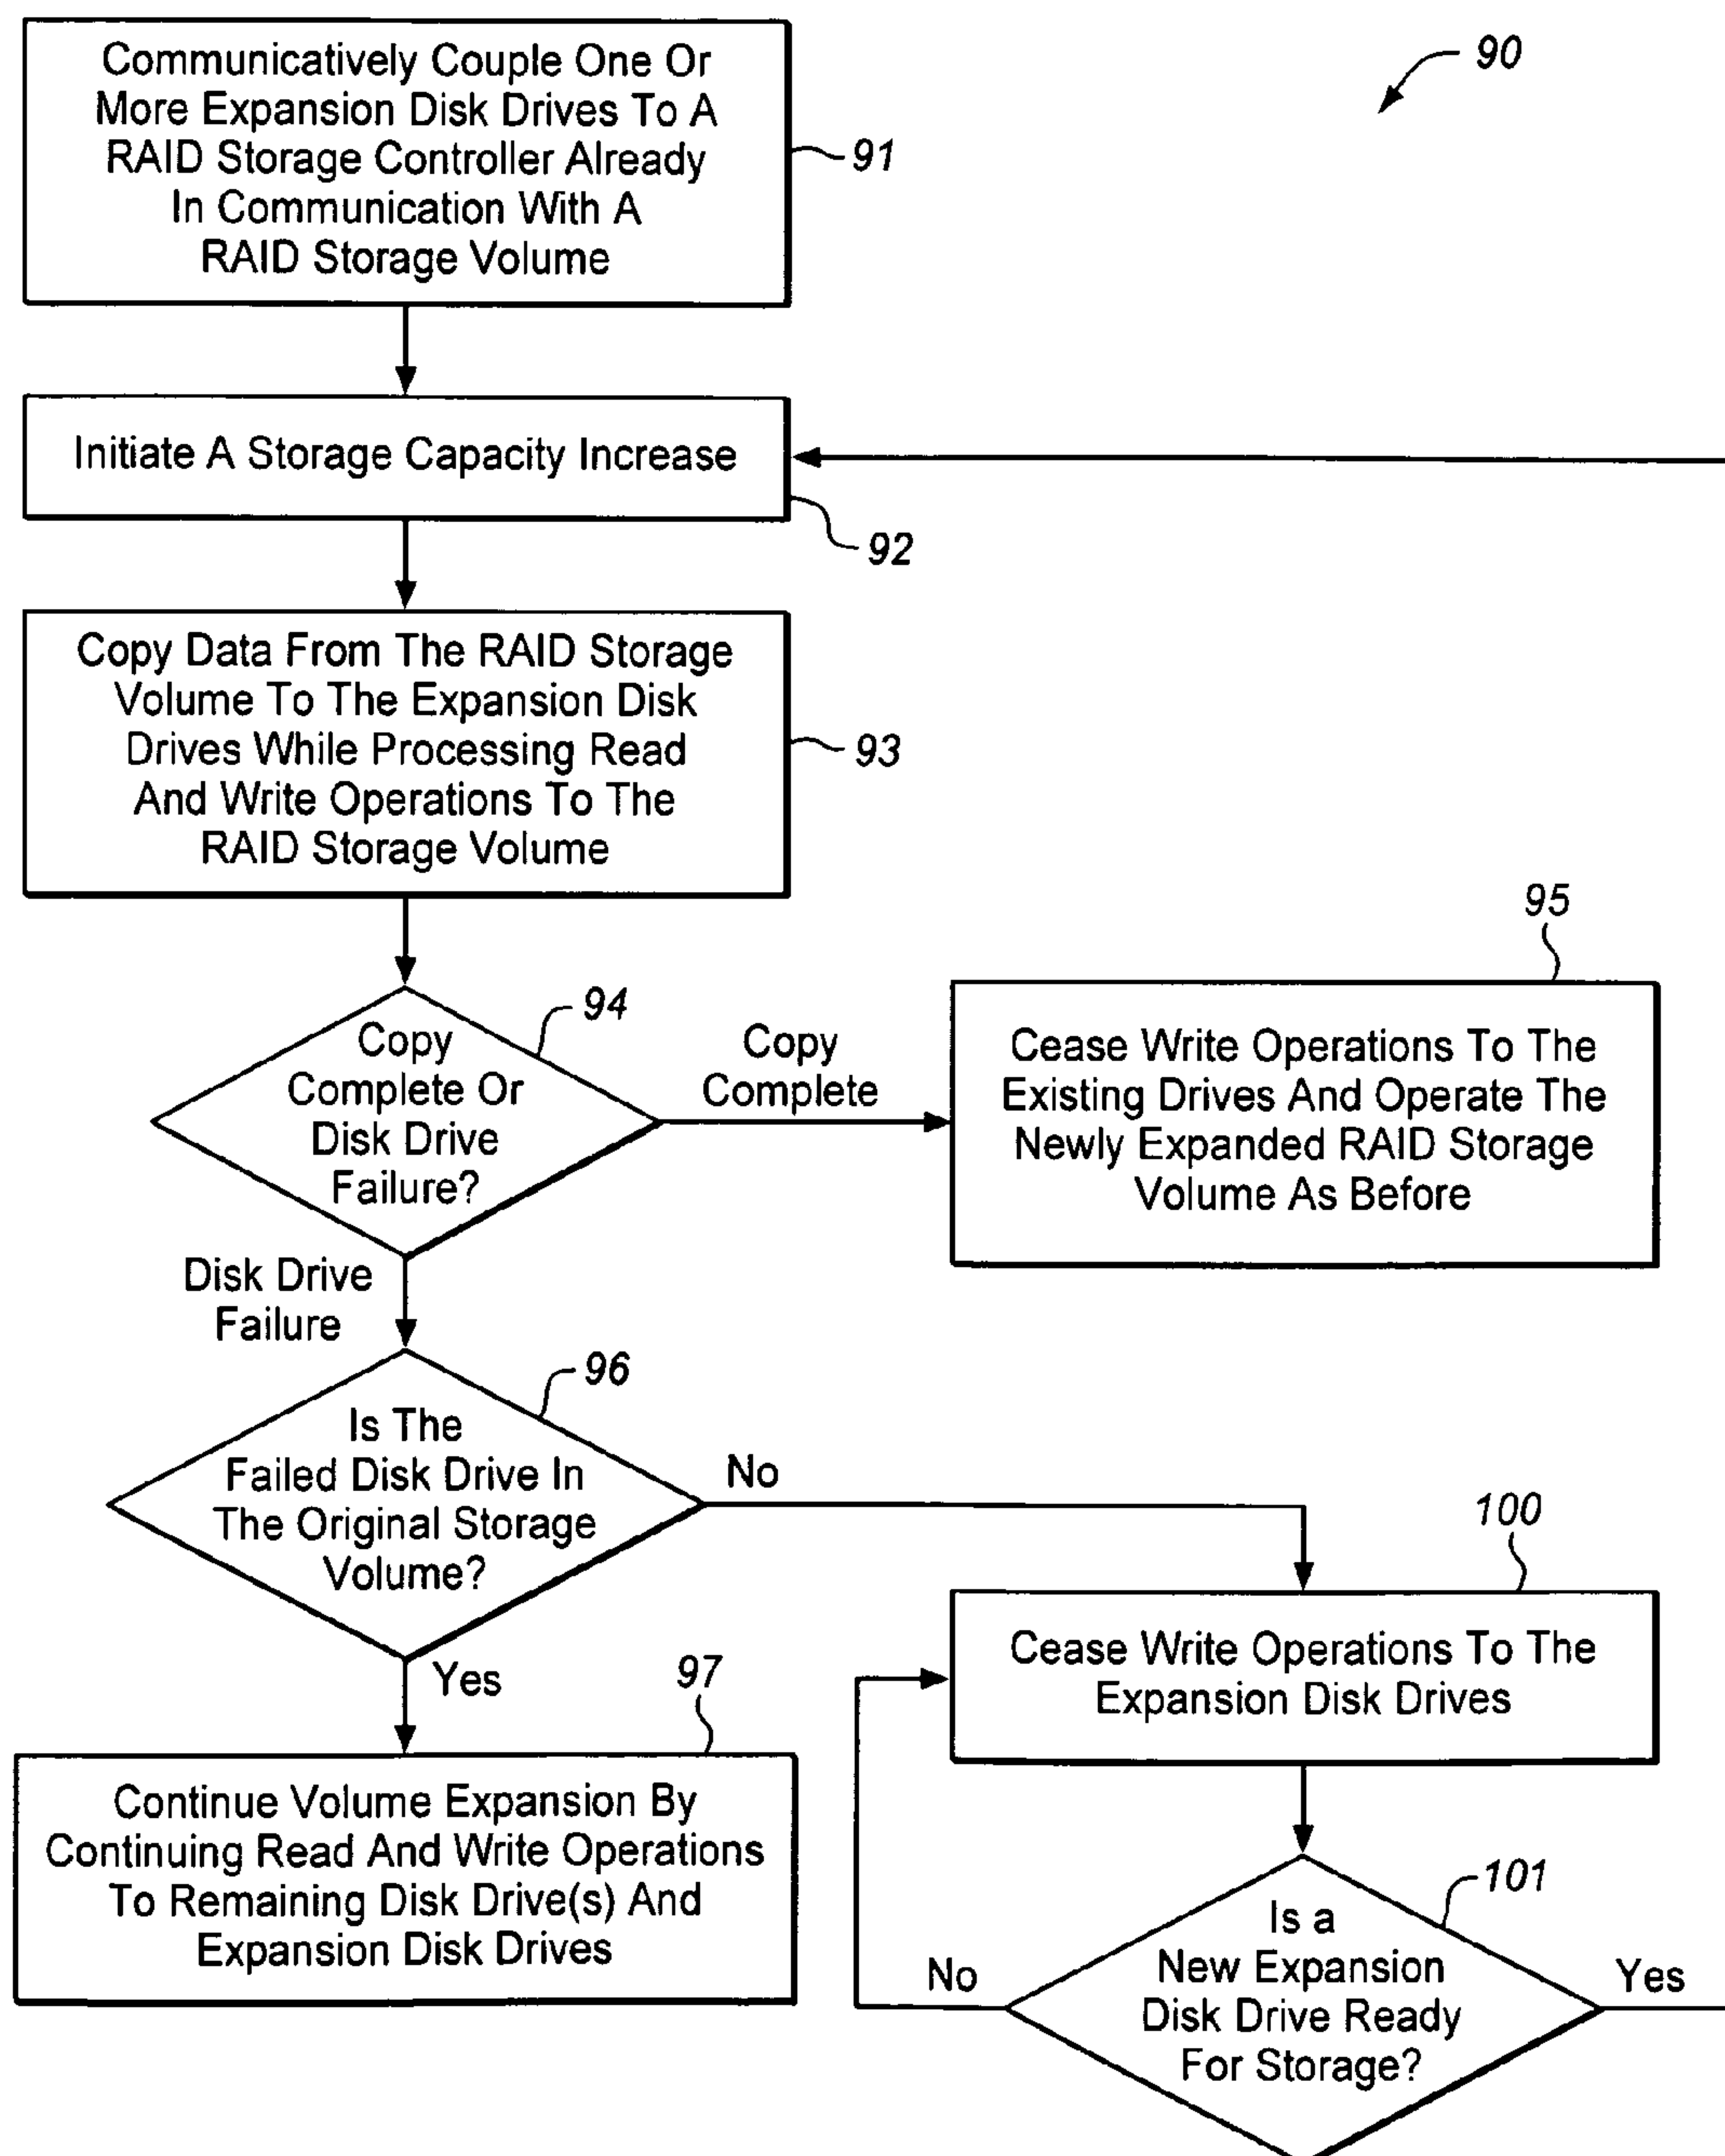 90
Communicatively Couple One Or
More Expansion Disk Drives To A
RAID Storage Controller Already
In Communication With A
RAID Storage Volume
91
Initiate A Storage Capacity Increase
92
Copy Data From The RAID Storage
Volume To The Expansion Disk
Drives While Processing Read
And Write Operations To The
RAID Storage Volume
93
94
Copy
Complete Or
Disk Drive
Failure?
Copy
Complete
95
Cease Write Operations To The
Existing Drives And Operate The
Newly Expanded RAID Storage
Volume As Before
Disk Drive
Failure
96
Is The
Failed Disk Drive In
The Original Storage
Volume?
No
Yes
97
Continue Volume Expansion By
Continuing Read And Write Operations
To Remaining Disk Drive(s) And
Expansion Disk Drives
100
Cease Write Operations To The
Expansion Disk Drives
101
Is a
New Expansion
Disk Drive Ready
For Storage?
No
Yes